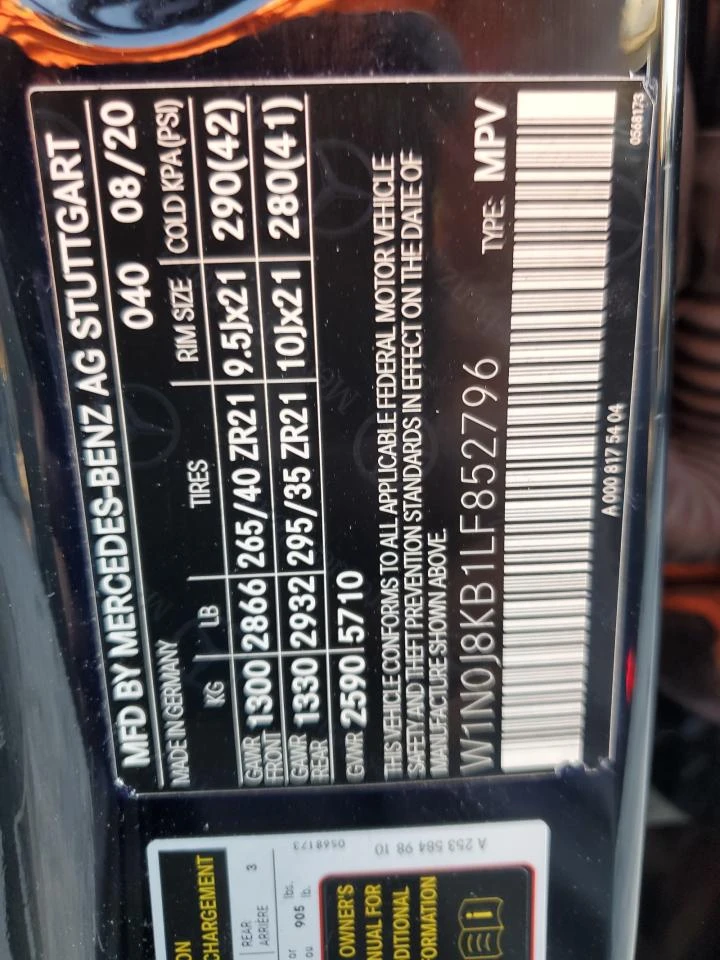 MFD BY MERCEDES-BENZ AG STUTTGART
040 08/20
MADE IN GERMANY
KG LB TIRES RIM SIZE COLD KPA(PSI)
GAWR FRONT 1300 2866 265/40 ZR21 9.5Jx21 290(42)
GAWR REAR 1330 2932 295/35 ZR21 10Jx21 280(41)
GVWR 2590 5710
THIS VEHICLE CONFORMS TO ALL APPLICABLE FEDERAL MOTOR VEHICLE
SAFETY AND THEFT PREVENTION STANDARDS IN EFFECT ON THE DATE OF
MANUFACTURE SHOWN ABOVE.
W1N0J8KB1LF852796 TYPE: MPV
A 000 817 54 04
0568173
CHARGEMENT
REAR
ARRIÈRE 3
or
ou 905 lbs.
lb.
OWNER'S
FOR
0568173
A 253 584 98 10